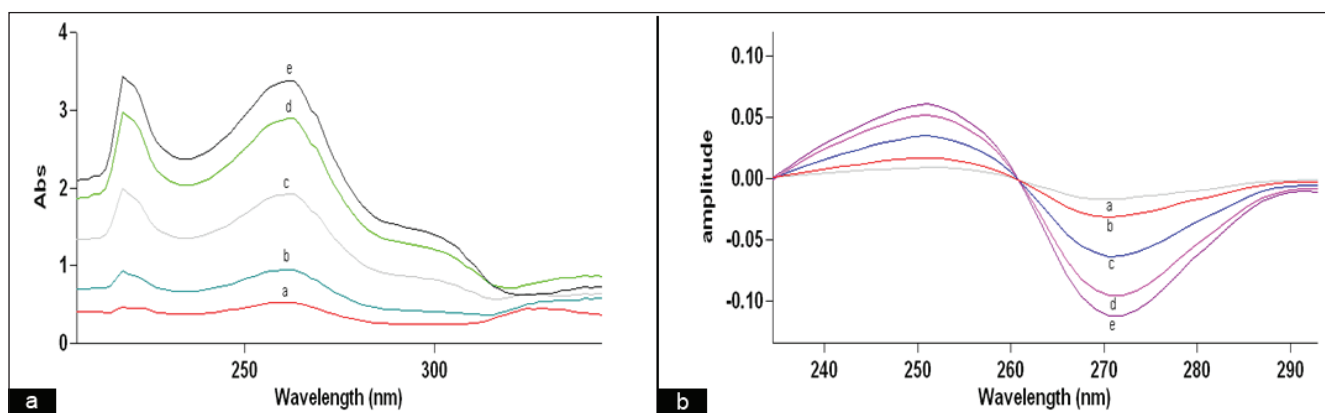 4
3
2
1
0
Abs
e
d
c
b
a
250
300
Wavelength (nm)
a
0.10
0.05
0.00
-0.05
-0.10
amplitude
a
b
c
d
e
240
250
260
270
280
290
Wavelength (nm)
b